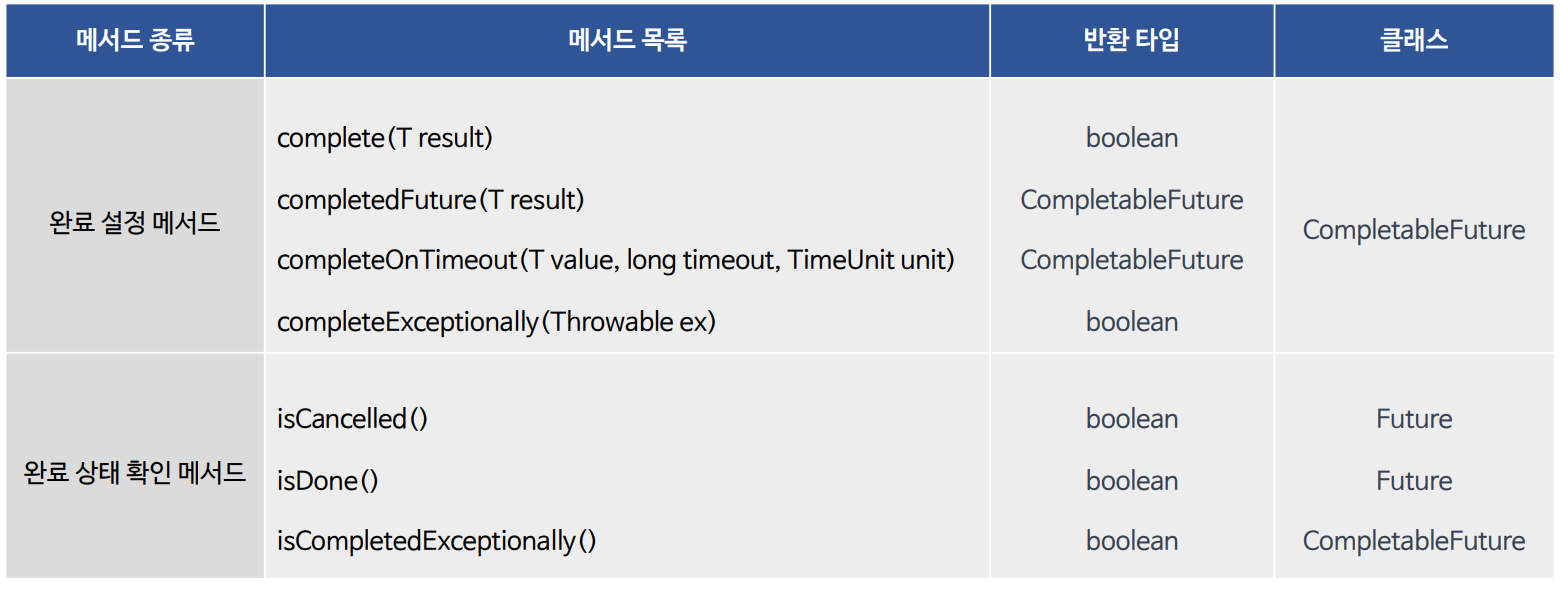 메서드 종류 메서드 목록 반환 타입 클래스
완료 설정 메서드
complete(T result) boolean
completedFuture(T result) CompletableFuture
completeOnTimeout(T value, long timeout, TimeUnit unit) CompletableFuture
completeExceptionally(Throwable ex) boolean
CompletableFuture
완료 상태 확인 메서드
isCancelled() boolean Future
isDone() boolean Future
isCompletedExceptionally() boolean CompletableFuture